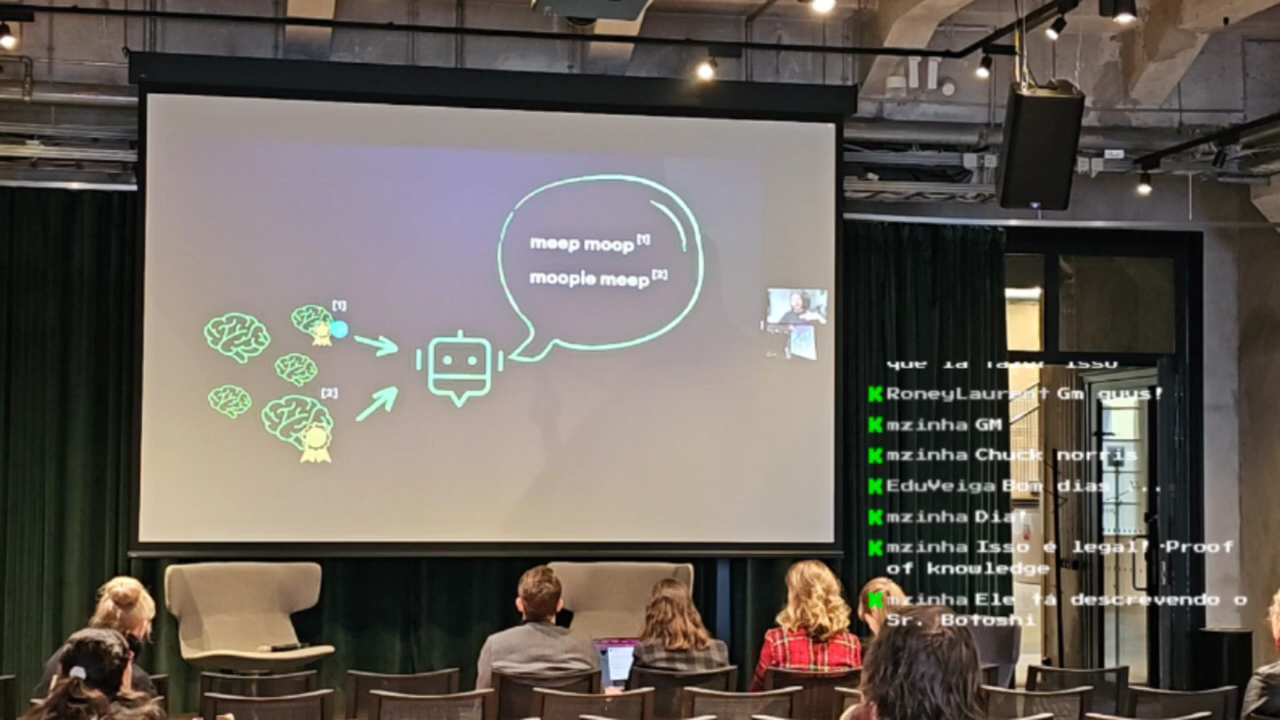 meep moop [1]
moopie meep [2]
[1]
[2]
RoneyLaurent Gm guys!
mzinha GM
mzinha Chuck norris
EduVeiga Bom dias ...
mzinha Dia!
mzinha Isso é legal! Proof
of knowledge
mzinha Ele tá descrevendo o
Sr. Botoshi